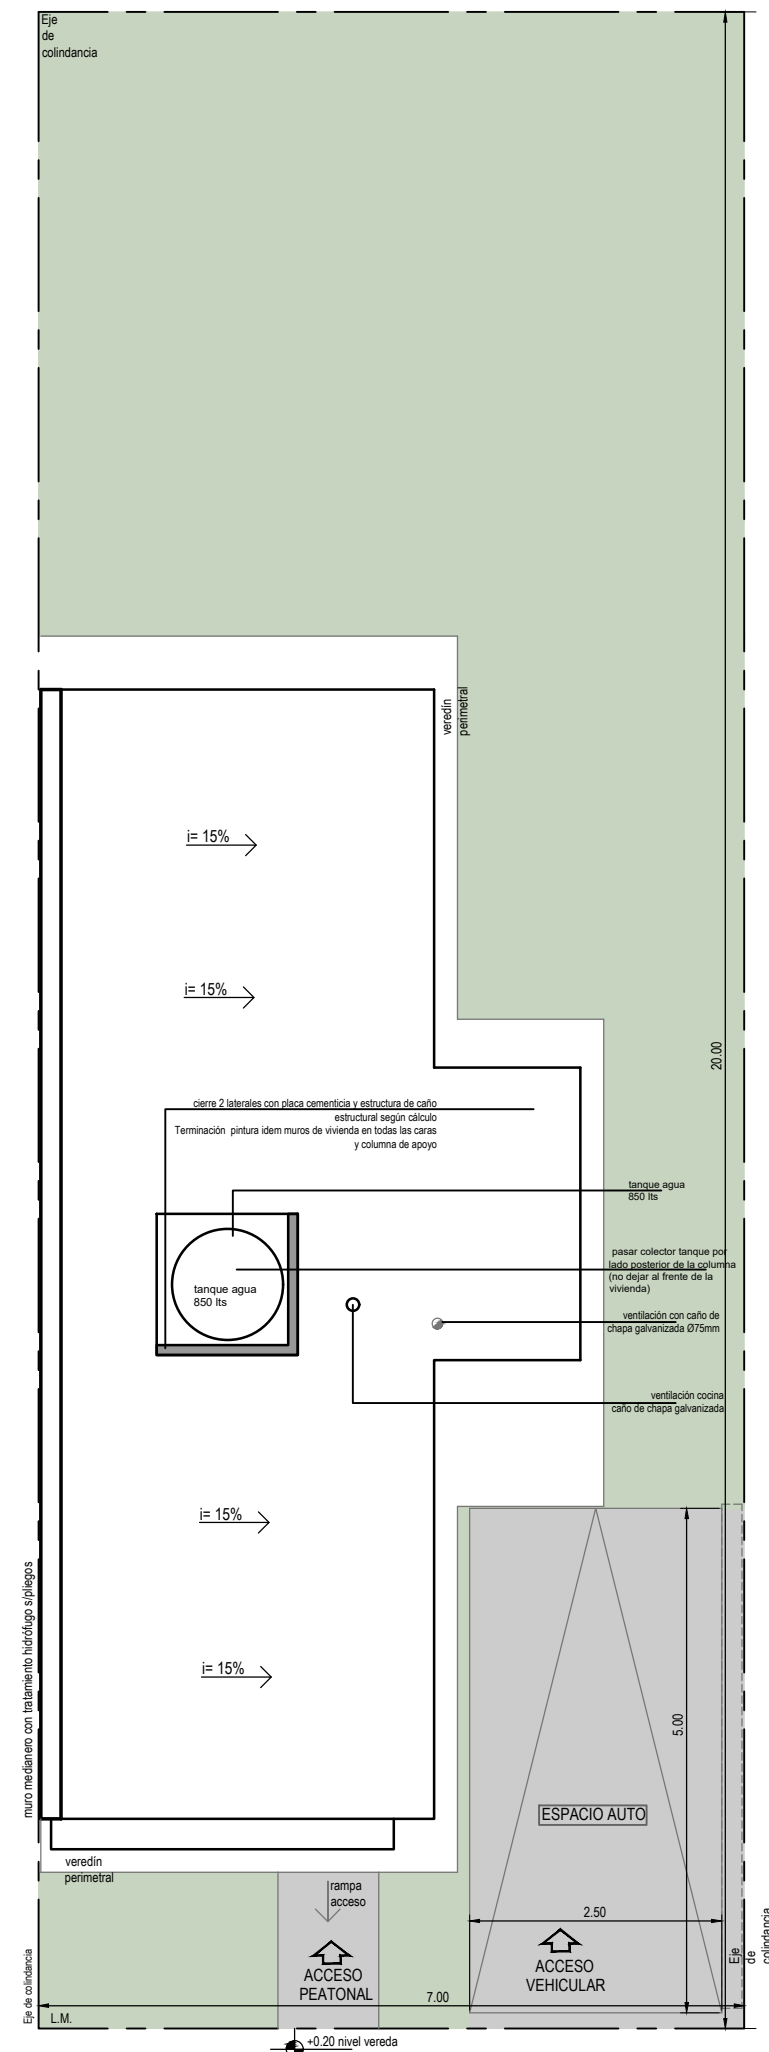 Eje
de
colindancia
veredín
perimetral
i= 15%
i= 15%
20.00
cierre 2 laterales con placa cementicia y estructura de caño
estructural según cálculo
Terminación pintura idem muros de vivienda en todas las caras
y columna de apoyo
tanque agua
850 lts
pasar colector tanque por
lado posterior de la columna
(no dejar al frente de la
vivienda)
tanque agua
850 lts
ventilación con caño de
chapa galvanizada Ø75mm
ventilación cocina
caño de chapa galvanizada
i= 15%
muro medianero con tratamiento hidrófugo s/pliegos
i= 15%
5.00
ESPACIO AUTO
veredín
perimetral
rampa
acceso
2.50
Eje
de
colindancia
Eje de colindancia
ACCESO
PEATONAL
ACCESO
VEHICULAR
7.00
L.M.
+0.20 nivel vereda